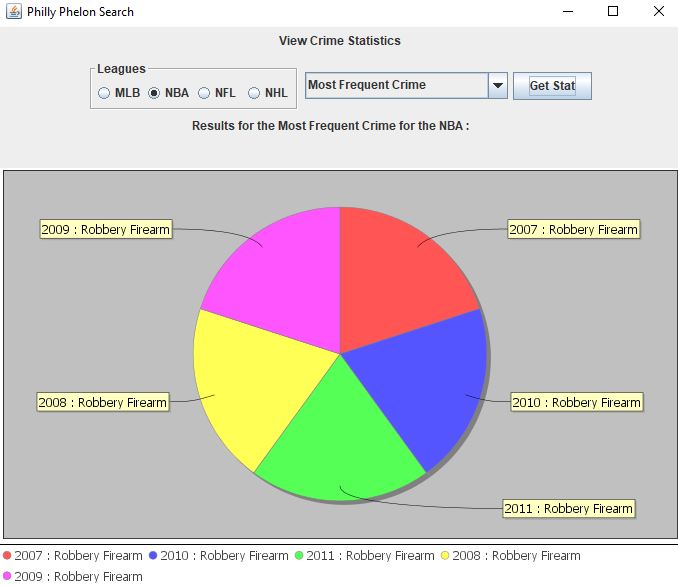 Philly Phelon Search
View Crime Statistics
Leagues
MLB NBA NFL NHL
Most Frequent Crime
Get Stat
Results for the Most Frequent Crime for the NBA :
2009 : Robbery Firearm
2007 : Robbery Firearm
2008 : Robbery Firearm
2010 : Robbery Firearm
2011 : Robbery Firearm
2007 : Robbery Firearm 2010 : Robbery Firearm 2011 : Robbery Firearm 2008 : Robbery Firearm
2009 : Robbery Firearm